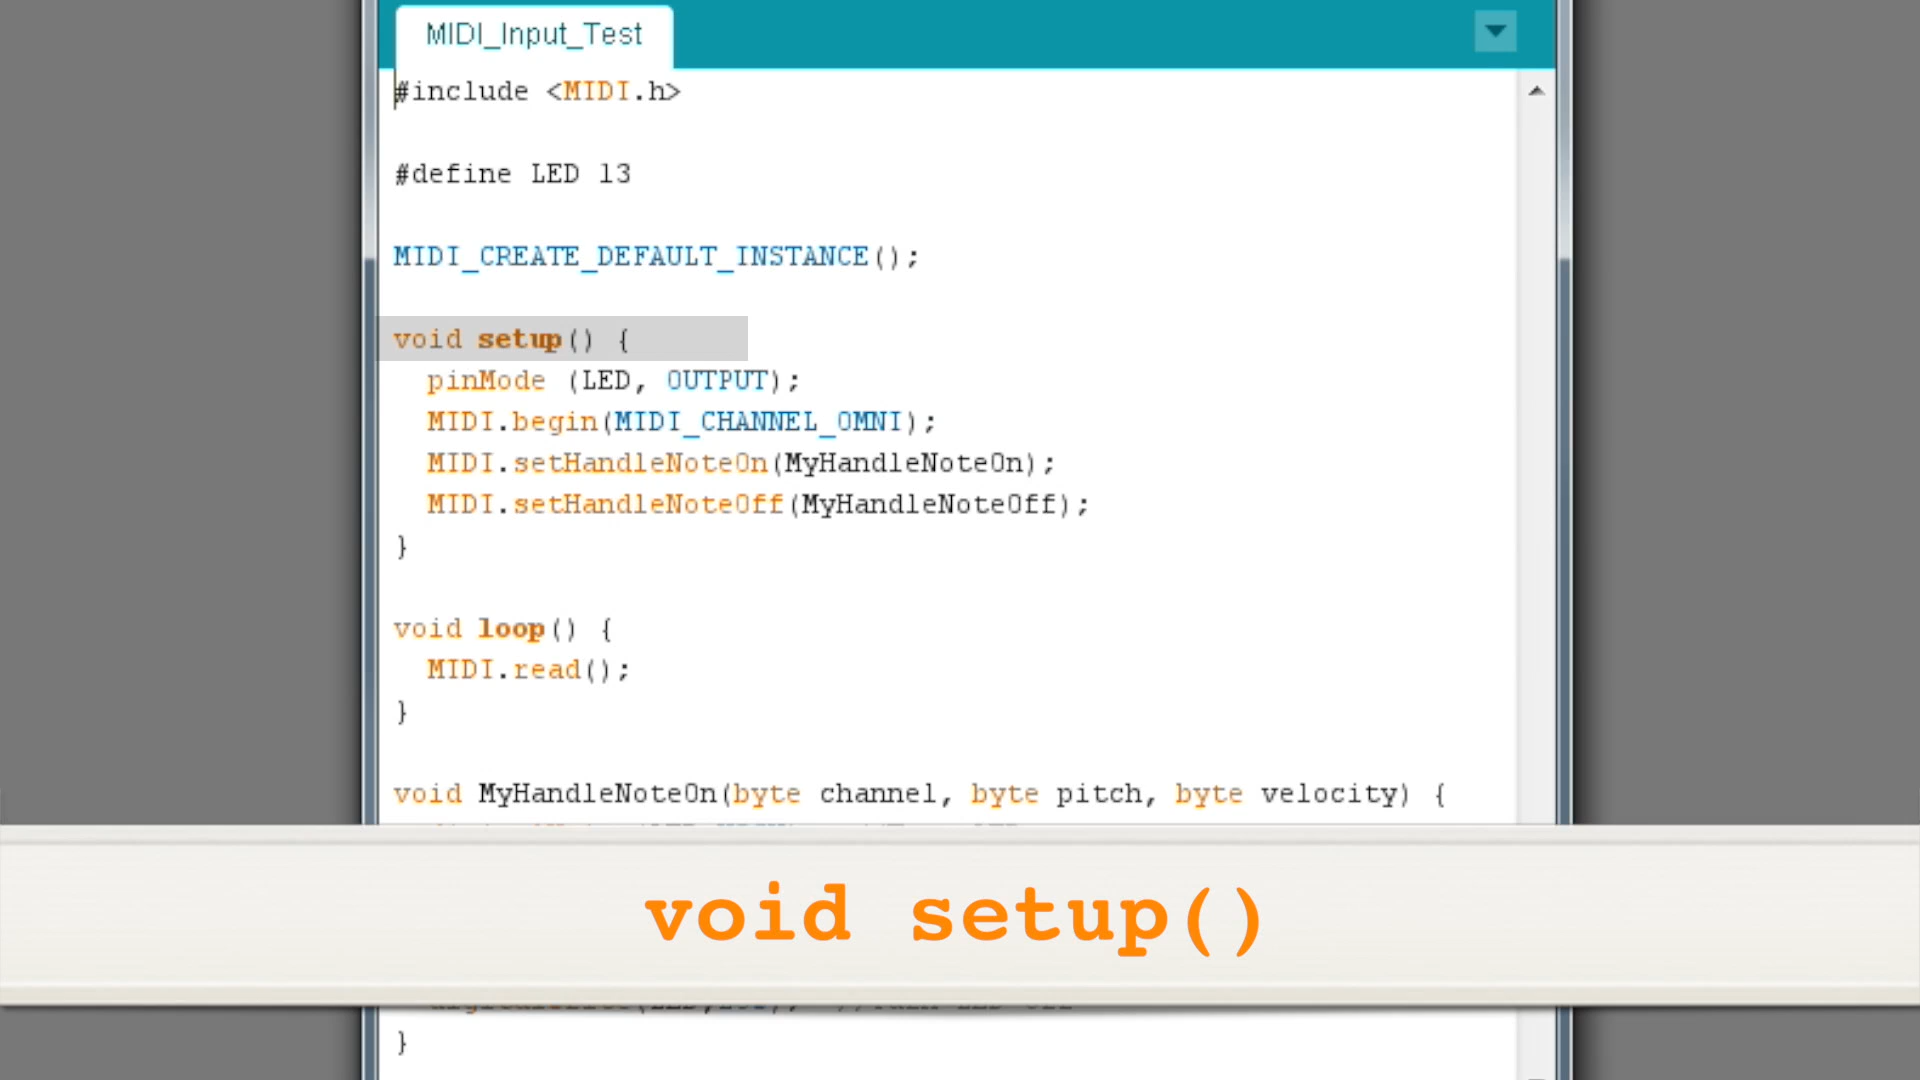 MIDI_Input_Test
#include <MIDI.h>
#define LED 13
MIDI_CREATE_DEFAULT_INSTANCE();
void setup() {
pinMode (LED, OUTPUT);
MIDI.begin(MIDI_CHANNEL_OMNI);
MIDI.setHandleNoteOn(MyHandleNoteOn);
MIDI.setHandleNoteOff(MyHandleNoteOff);
}
void loop() {
MIDI.read();
}
void MyHandleNoteOn(byte channel, byte pitch, byte velocity) {
void setup()
}